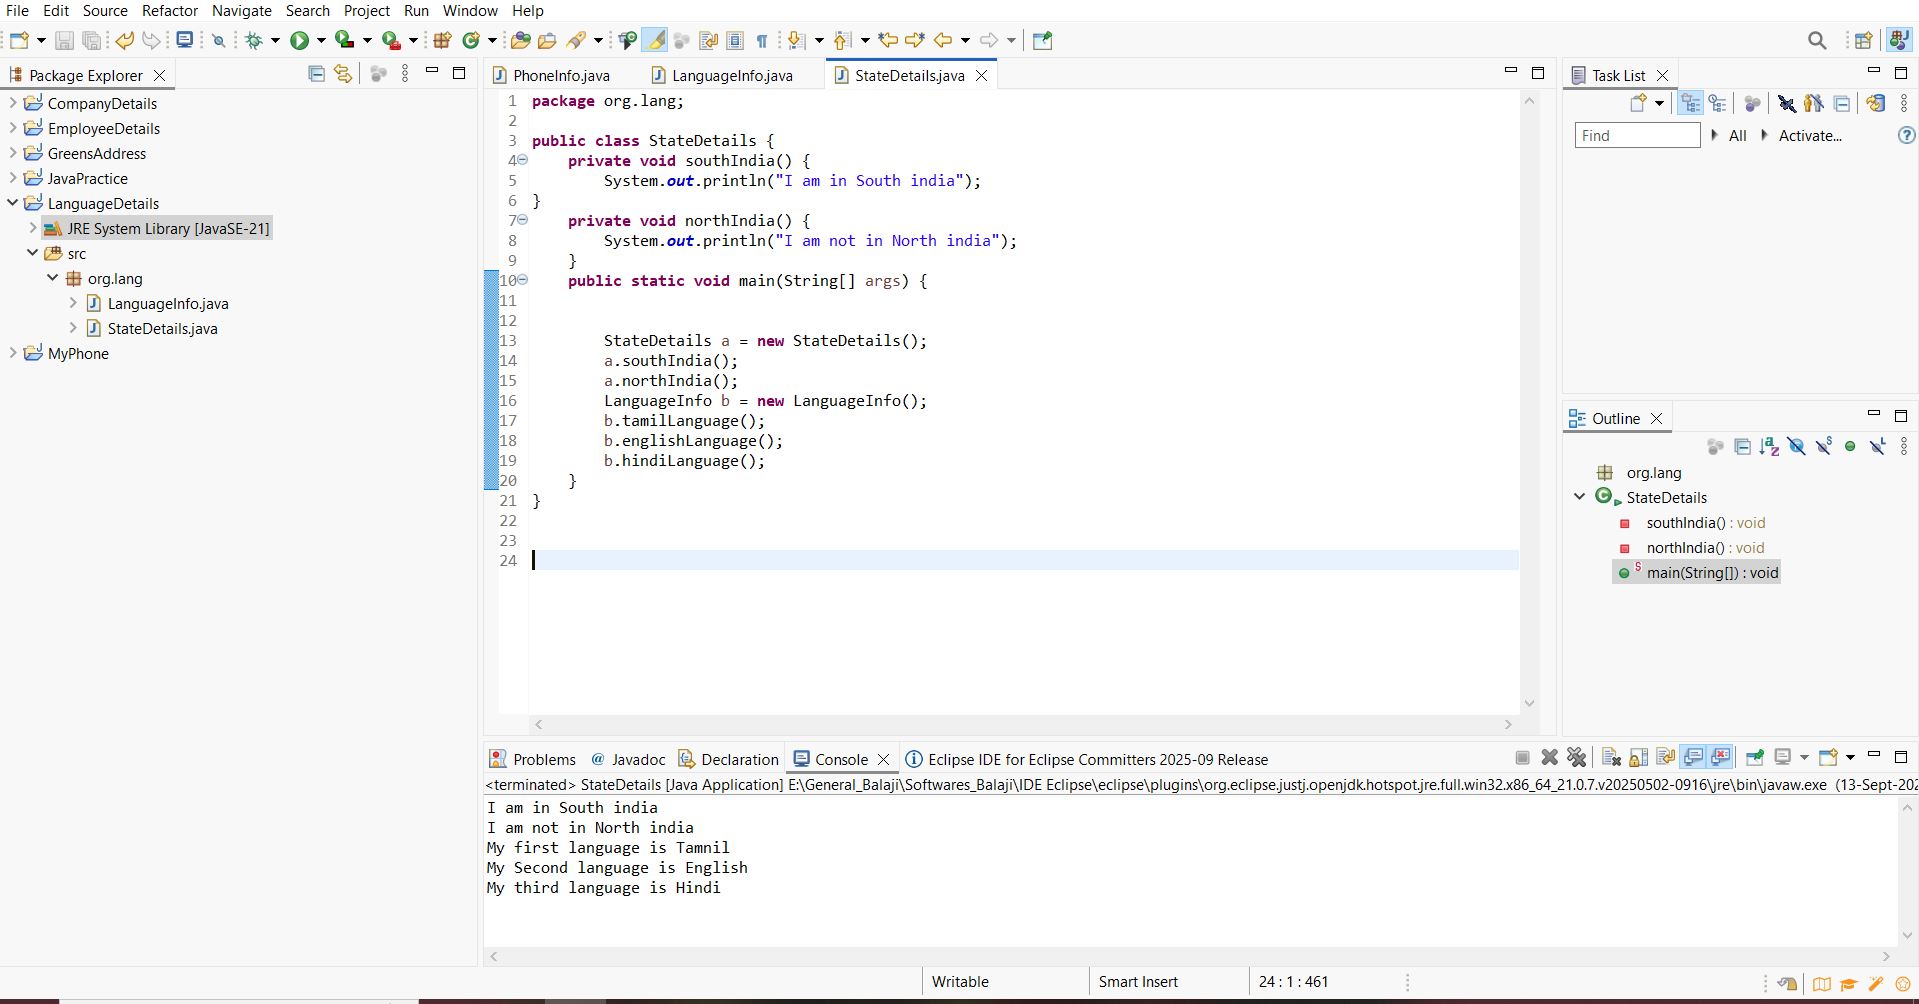 File Edit Source Refactor Navigate Search Project Run Window Help
Package Explorer
CompanyDetails
EmployeeDetails
GreensAddress
JavaPractice
LanguageDetails
JRE System Library [JavaSE-21]
src
org.lang
LanguageInfo.java
StateDetails.java
MyPhone
PhoneInfo.java LanguageInfo.java StateDetails.java
1 package org.lang;
2
3 public class StateDetails {
4 private void southIndia() {
5 System.out.println("I am in South india");
6 }
7 private void northIndia() {
8 System.out.println("I am not in North india");
9 }
10 public static void main(String[] args) {
11
12
13 StateDetails a = new StateDetails();
14 a.southIndia();
15 a.northIndia();
16 LanguageInfo b = new LanguageInfo();
17 b.tamilLanguage();
18 b.englishLanguage();
19 b.hindiLanguage();
20 }
21 }
22
23
24
Task List
Find All Activate...
Outline
org.lang
StateDetails
southIndia() : void
northIndia() : void
main(String[]) : void
Problems @ Javadoc Declaration Console Eclipse IDE for Eclipse Committers 2025-09 Release
<terminated> StateDetails [Java Application] E:\General_Balaji\Softwares_Balaji\IDE Eclipse\eclipse\plugins\org.eclipse.justj.openjdk.hotspot.jre.full.win32.x86_64_21.0.7.v20250502-0916\jre\bin\javaw.exe (13-Sept-202
I am in South india
I am not in North india
My first language is Tamnil
My Second language is English
My third language is Hindi
Writable Smart Insert 24 : 1 : 461